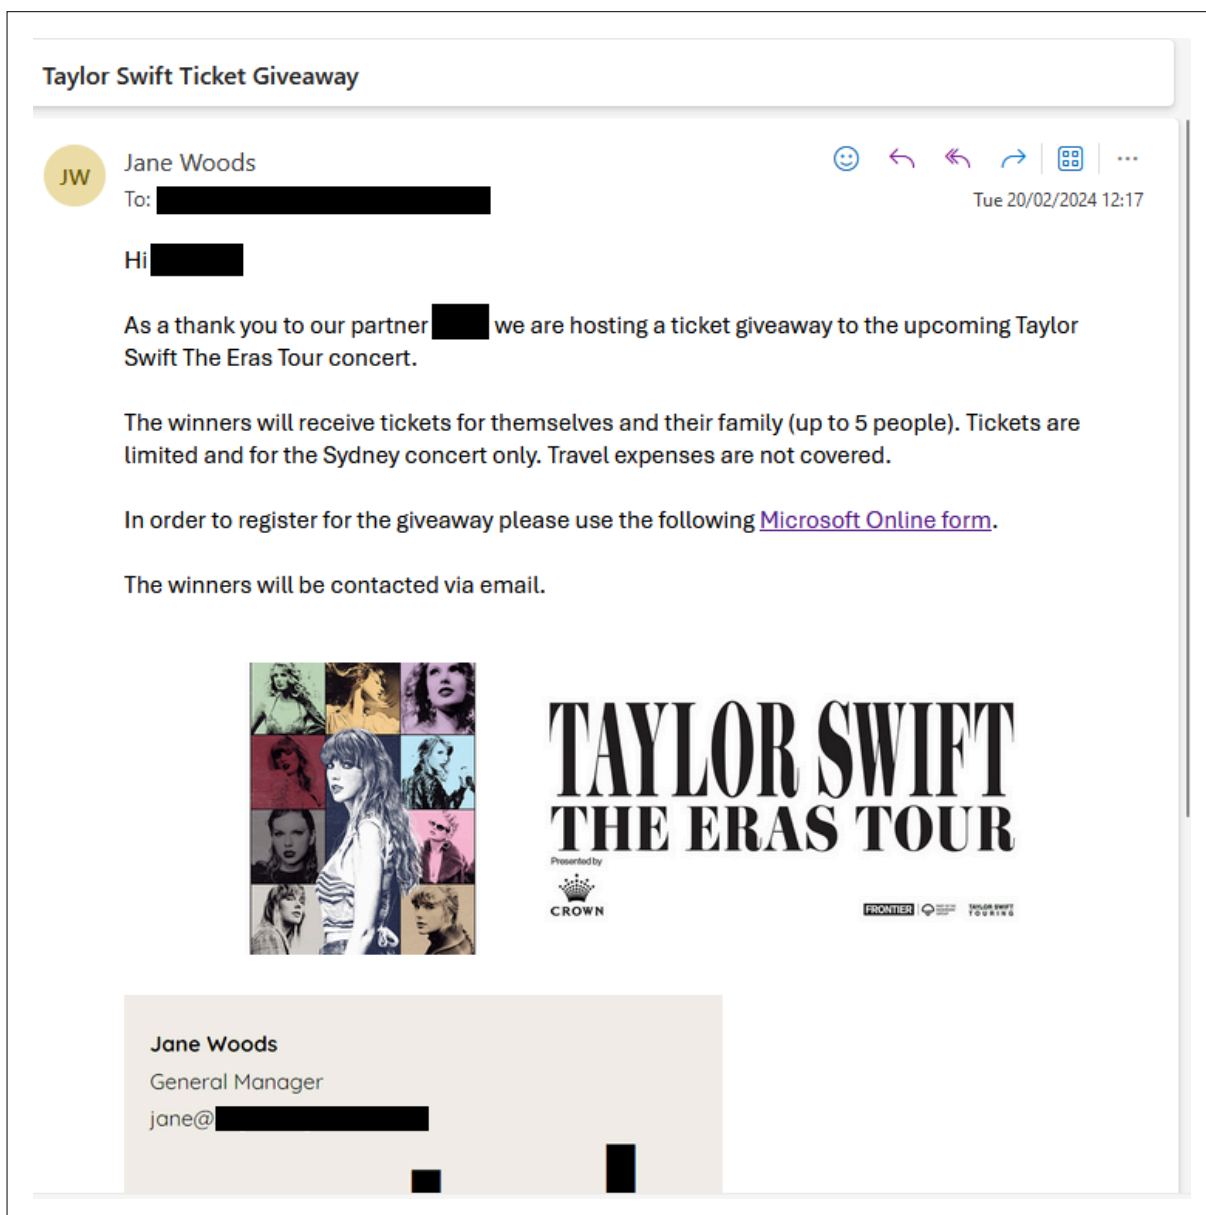 Taylor Swift Ticket Giveaway
JW
Jane Woods
To:
Tue 20/02/2024 12:17
Hi
As a thank you to our partner we are hosting a ticket giveaway to the upcoming Taylor
Swift The Eras Tour concert.
The winners will receive tickets for themselves and their family (up to 5 people). Tickets are
limited and for the Sydney concert only. Travel expenses are not covered.
In order to register for the giveaway please use the following Microsoft Online form.
The winners will be contacted via email.
TAYLOR SWIFT
THE ERAS TOUR
Presented by
CROWN
FRONTIER
TAYLOR SWIFT
TOURING
Jane Woods
General Manager
jane@